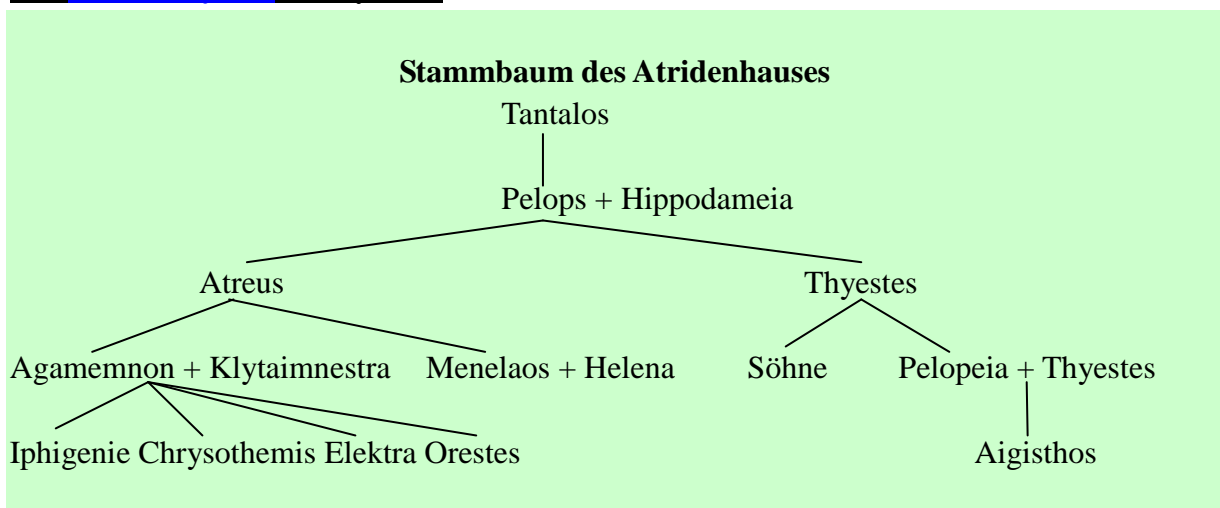 Stammbaum des Atridenhauses
Tantalos
Pelops + Hippodameia
Atreus Thyestes
Agamemnon + Klytaimnestra Menelaos + Helena Söhne Pelopeia + Thyestes
Iphigenie Chrysothemis Elektra Orestes Aigisthos